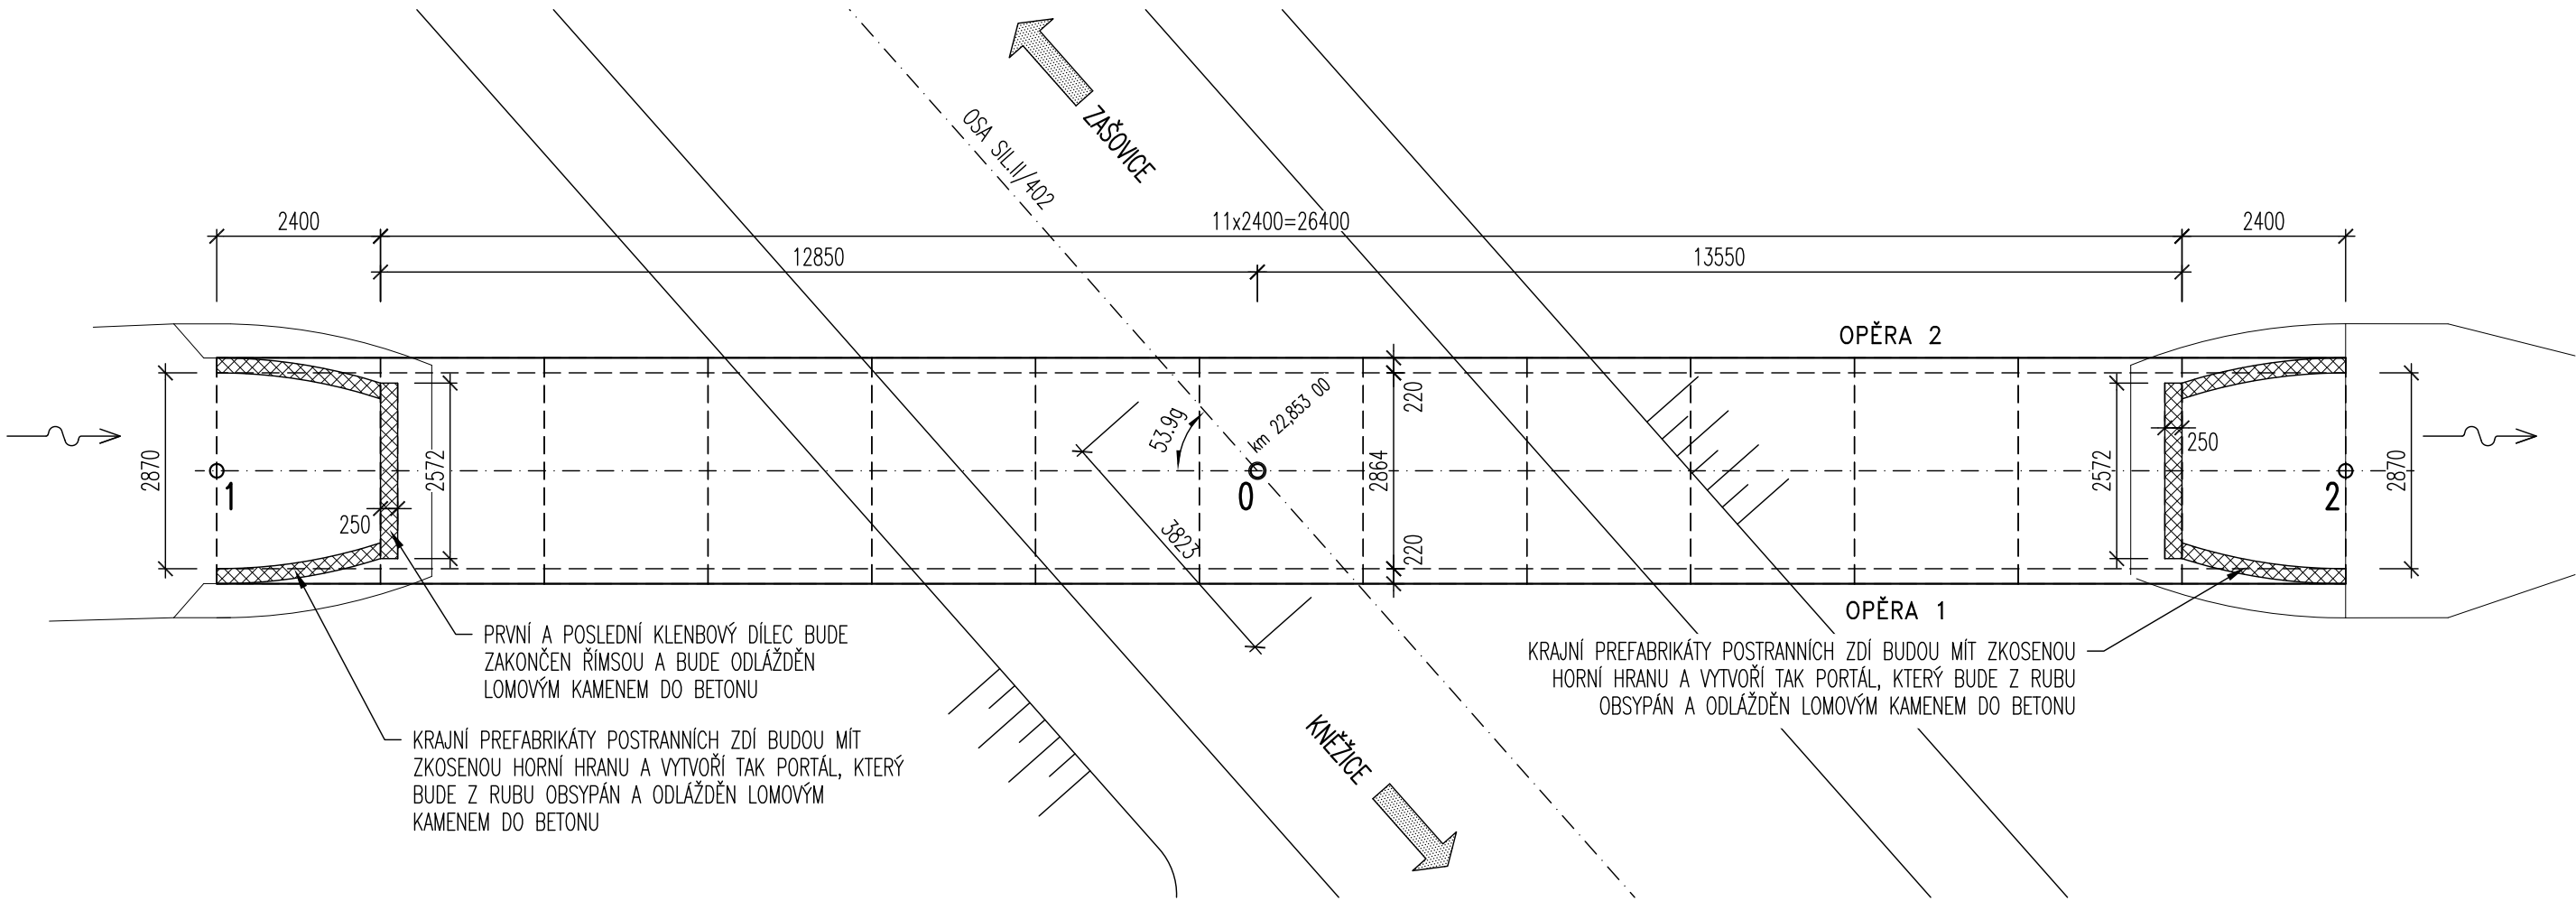 ZAŠOVICE
OSA SIL.II/402
2400
11x2400=26400
2400
12850
13550
OPĚRA 2
220
km 22,853 00
53.9g
2870
2572
2864
2572
250
2870
1
0
2
250
3823
220
OPĚRA 1
PRVNÍ A POSLEDNÍ KLENBOVÝ DÍLEC BUDE
ZAKONČEN ŘÍMSOU A BUDE ODLÁŽDĚN
LOMOVÝM KAMENEM DO BETONU
KRAJNÍ PREFABRIKÁTY POSTRANNÍCH ZDÍ BUDOU MÍT ZKOSENOU
HORNÍ HRANU A VYTVOŘÍ TAK PORTÁL, KTERÝ BUDE Z RUBU
OBSYPÁN A ODLÁŽDĚN LOMOVÝM KAMENEM DO BETONU
KRAJNÍ PREFABRIKÁTY POSTRANNÍCH ZDÍ BUDOU MÍT
ZKOSENOU HORNÍ HRANU A VYTVOŘÍ TAK PORTÁL, KTERÝ
BUDE Z RUBU OBSYPÁN A ODLÁŽDĚN LOMOVÝM
KAMENEM DO BETONU
KNĚŽICE